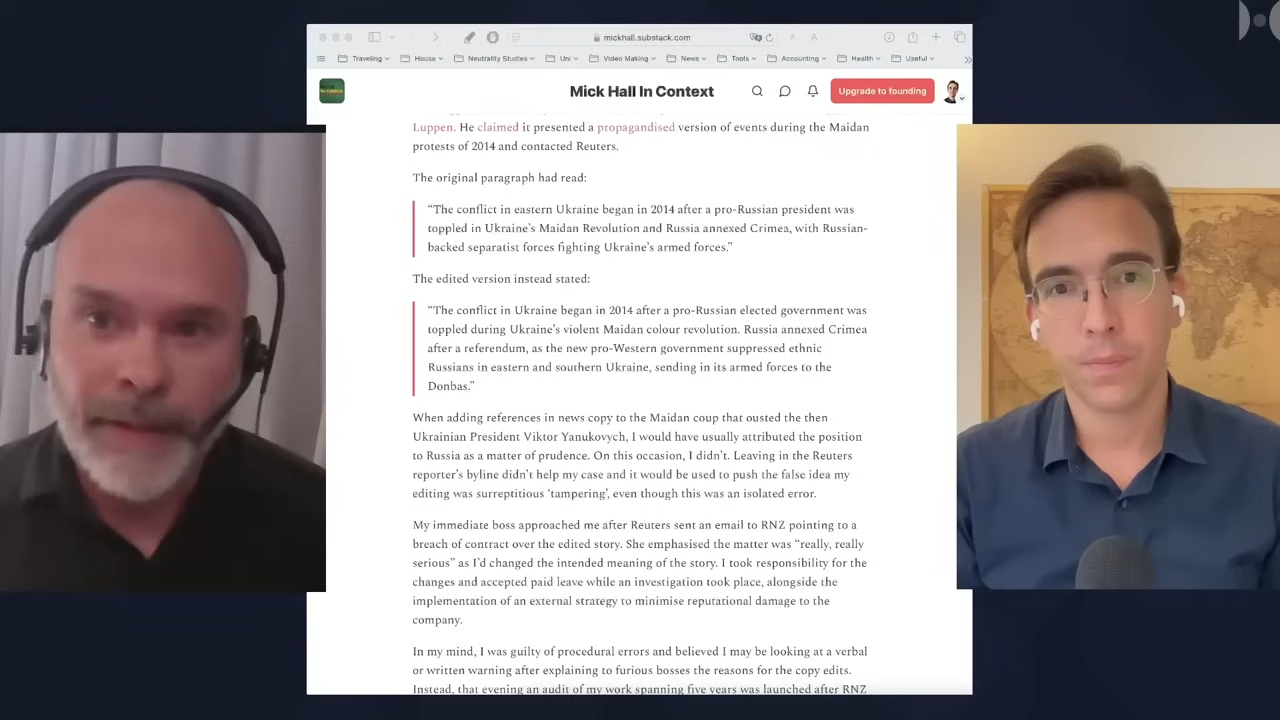 mickhall.substack.com
Traveling
House
Neutrality Studies
Uni
Video Making
News
Tools
Accounting
Health
Useful
Mick Hall In Context
Upgrade to founding
Luppen. He claimed it presented a propagandised version of events during the Maidan
protests of 2014 and contacted Reuters.
The original paragraph had read:
“The conflict in eastern Ukraine began in 2014 after a pro-Russian president was
toppled in Ukraine’s Maidan Revolution and Russia annexed Crimea, with Russian-
backed separatist forces fighting Ukraine’s armed forces.”
The edited version instead stated:
“The conflict in Ukraine began in 2014 after a pro-Russian elected government was
toppled during Ukraine’s violent Maidan colour revolution. Russia annexed Crimea
after a referendum, as the new pro-Western government suppressed ethnic
Russians in eastern and southern Ukraine, sending in its armed forces to the
Donbas.”
When adding references in news copy to the Maidan coup that ousted the then
Ukrainian President Viktor Yanukovych, I would have usually attributed the position
to Russia as a matter of prudence. On this occasion, I didn’t. Leaving in the Reuters
reporter’s byline didn’t help my case and it would be used to push the false idea my
editing was surreptitious ‘tampering’, even though this was an isolated error.
My immediate boss approached me after Reuters sent an email to RNZ pointing to a
breach of contract over the edited story. She emphasised the matter was “really, really
serious” as I’d changed the intended meaning of the story. I took responsibility for the
changes and accepted paid leave while an investigation took place, alongside the
implementation of an external strategy to minimise reputational damage to the
company.
In my mind, I was guilty of procedural errors and believed I may be looking at a verbal
or written warning after explaining to furious bosses the reasons for the copy edits.
Instead, that evening an audit of my work spanning five years was launched after RNZ